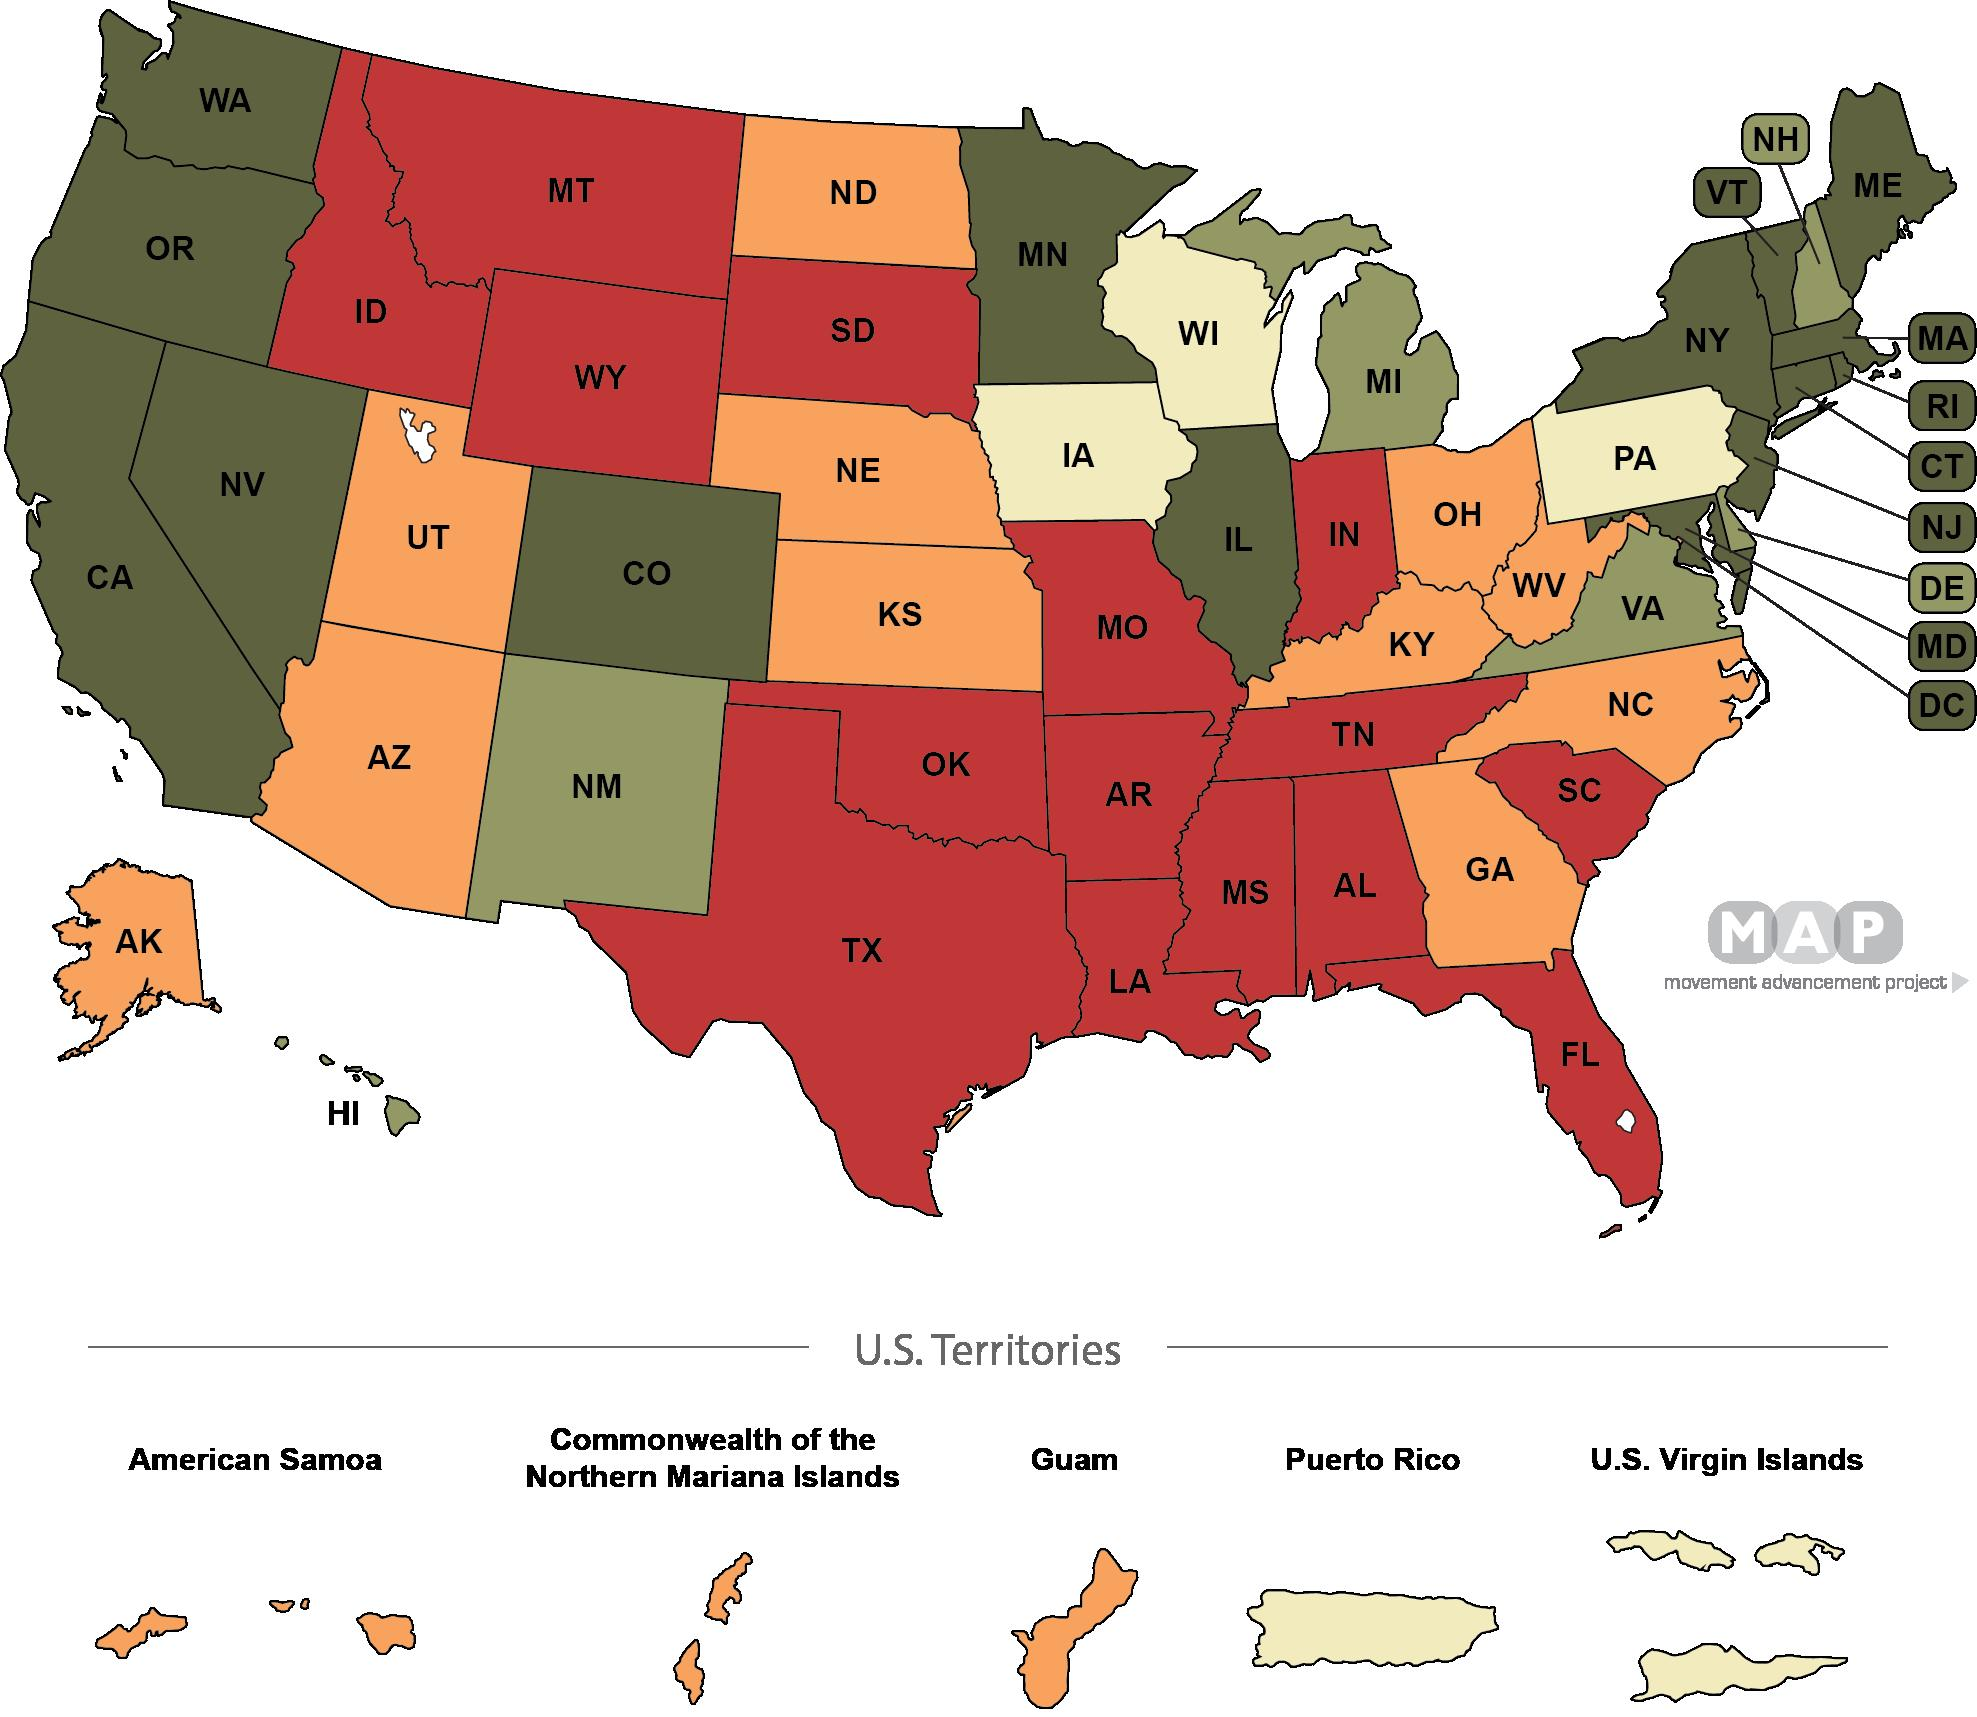 WA
NH
VT
ME
MT
ND
OR
MN
ID
SD
WI
NY
MA
WY
MI
RI
IA
PA
CT
NV
NE
UT
OH
IN
IL
NJ
CA
CO
KS
WV
DE
VA
MO
KY
MD
NC
DC
TN
AZ
NM
OK
AR
SC
GA
MS
AL
AK
TX
LA
MAP
movement advancement project
FL
HI
U.S. Territories
American Samoa
Commonwealth of the
Northern Mariana Islands
Guam
Puerto Rico
U.S. Virgin Islands